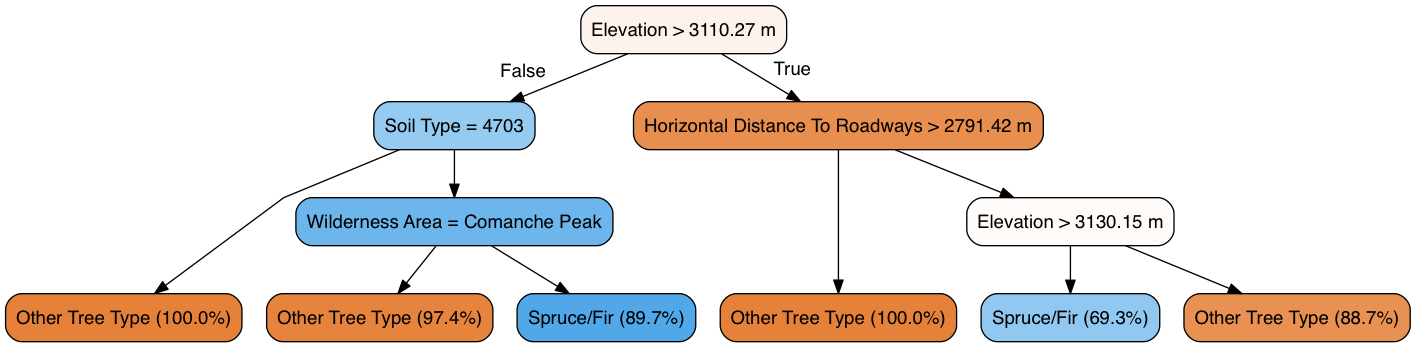 Elevation > 3110.27 m
False
True
Soil Type = 4703
Horizontal Distance To Roadways > 2791.42 m
Wilderness Area = Comanche Peak
Elevation > 3130.15 m
Other Tree Type (100.0%)
Other Tree Type (97.4%)
Spruce/Fir (89.7%)
Other Tree Type (100.0%)
Spruce/Fir (69.3%)
Other Tree Type (88.7%)